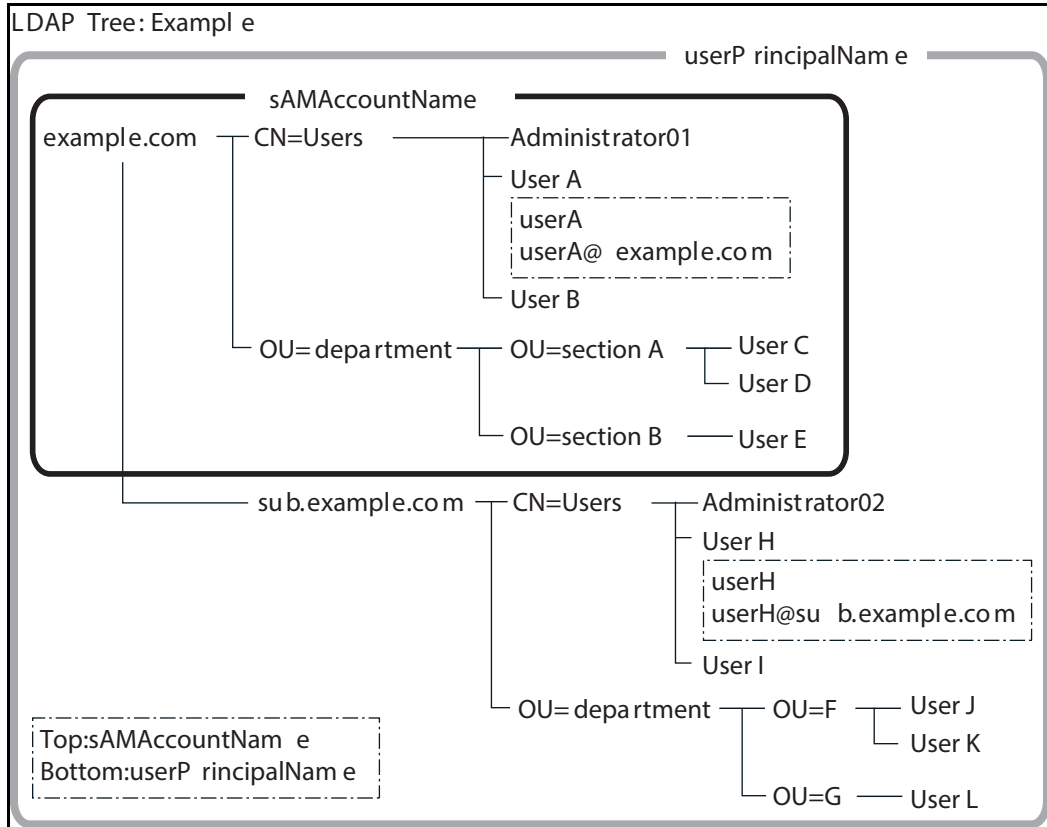 LDAP Tree: Example
userPrincipalName
sAMAccountName
example.com CN=Users Administrator01
User A
userA
userA@example.com
User B
OU=department OU=section A User C
User D
OU=section B User E
sub.example.com CN=Users Administrator02
User H
userH
userH@sub.example.com
User I
OU=department OU=F User J
User K
OU=G User L
Top:sAMAccountName
Bottom:userPrincipalName